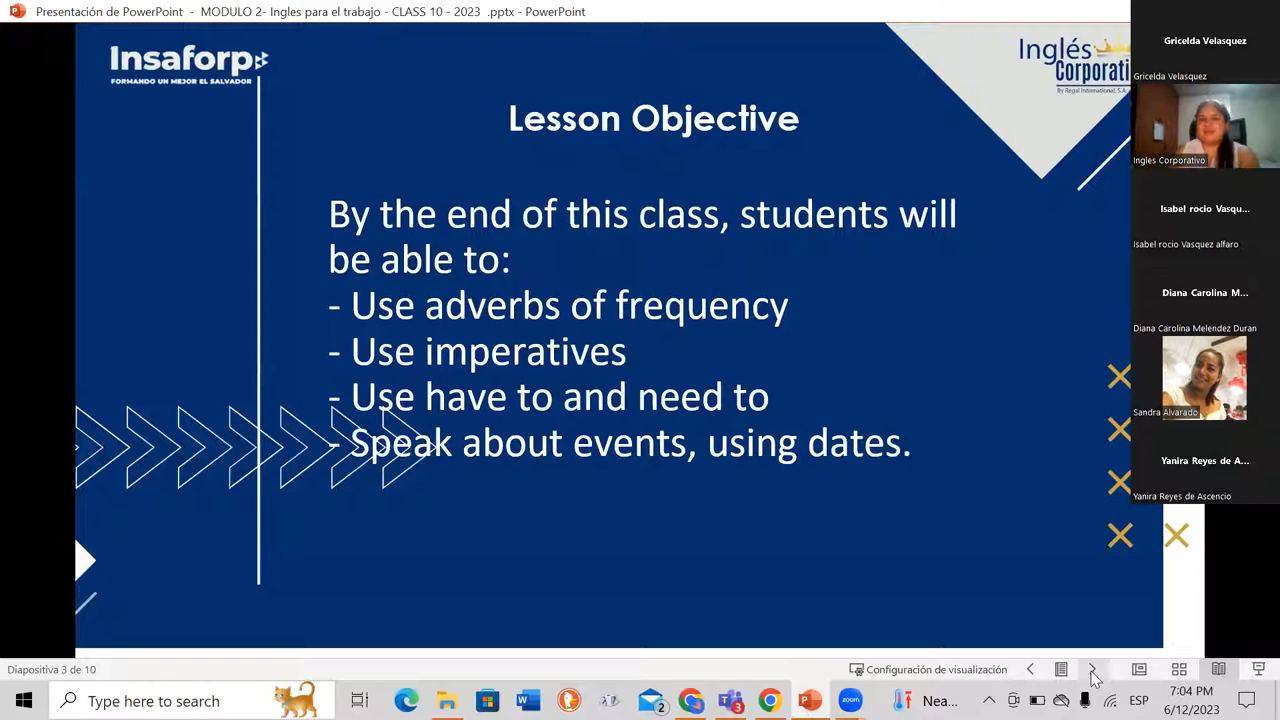 Presentación de PowerPoint - MODULO 2- Ingles para el trabajo - CLASS 10 - 2023 .pptx - PowerPoint
Insaforp
FORMANDO UN MEJOR EL SALVADOR
Inglés
Corporati
By Regal International, S.A.
Lesson Objective
By the end of this class, students will
be able to:
- Use adverbs of frequency
- Use imperatives
- Use have to and need to
- Speak about events, using dates.
Gricelda Velasquez
Gricelda Velasquez
Ingles Corporativo
Isabel rocio Vasqu...
Isabel rocio Vasquez alfaro
Diana Carolina M...
Diana Carolina Melendez Duran
Sandra Alvarado
Yanira Reyes de A...
Yanira Reyes de Ascencio
Diapositiva 3 de 10
Configuración de visualización
Type here to search
2
3
Nea...
ESP
7:04 PM
6/12/2023